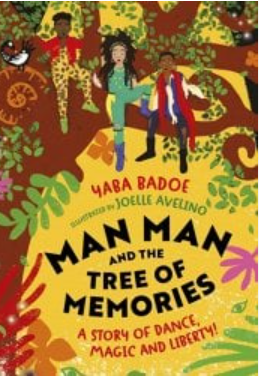 YABA BADOE
ILLUSTRATED BY JOELLE AVELINO
MAN MAN
AND THE
TREE OF
MEMORIES
A STORY OF DANCE,
MAGIC AND LIBERTY!